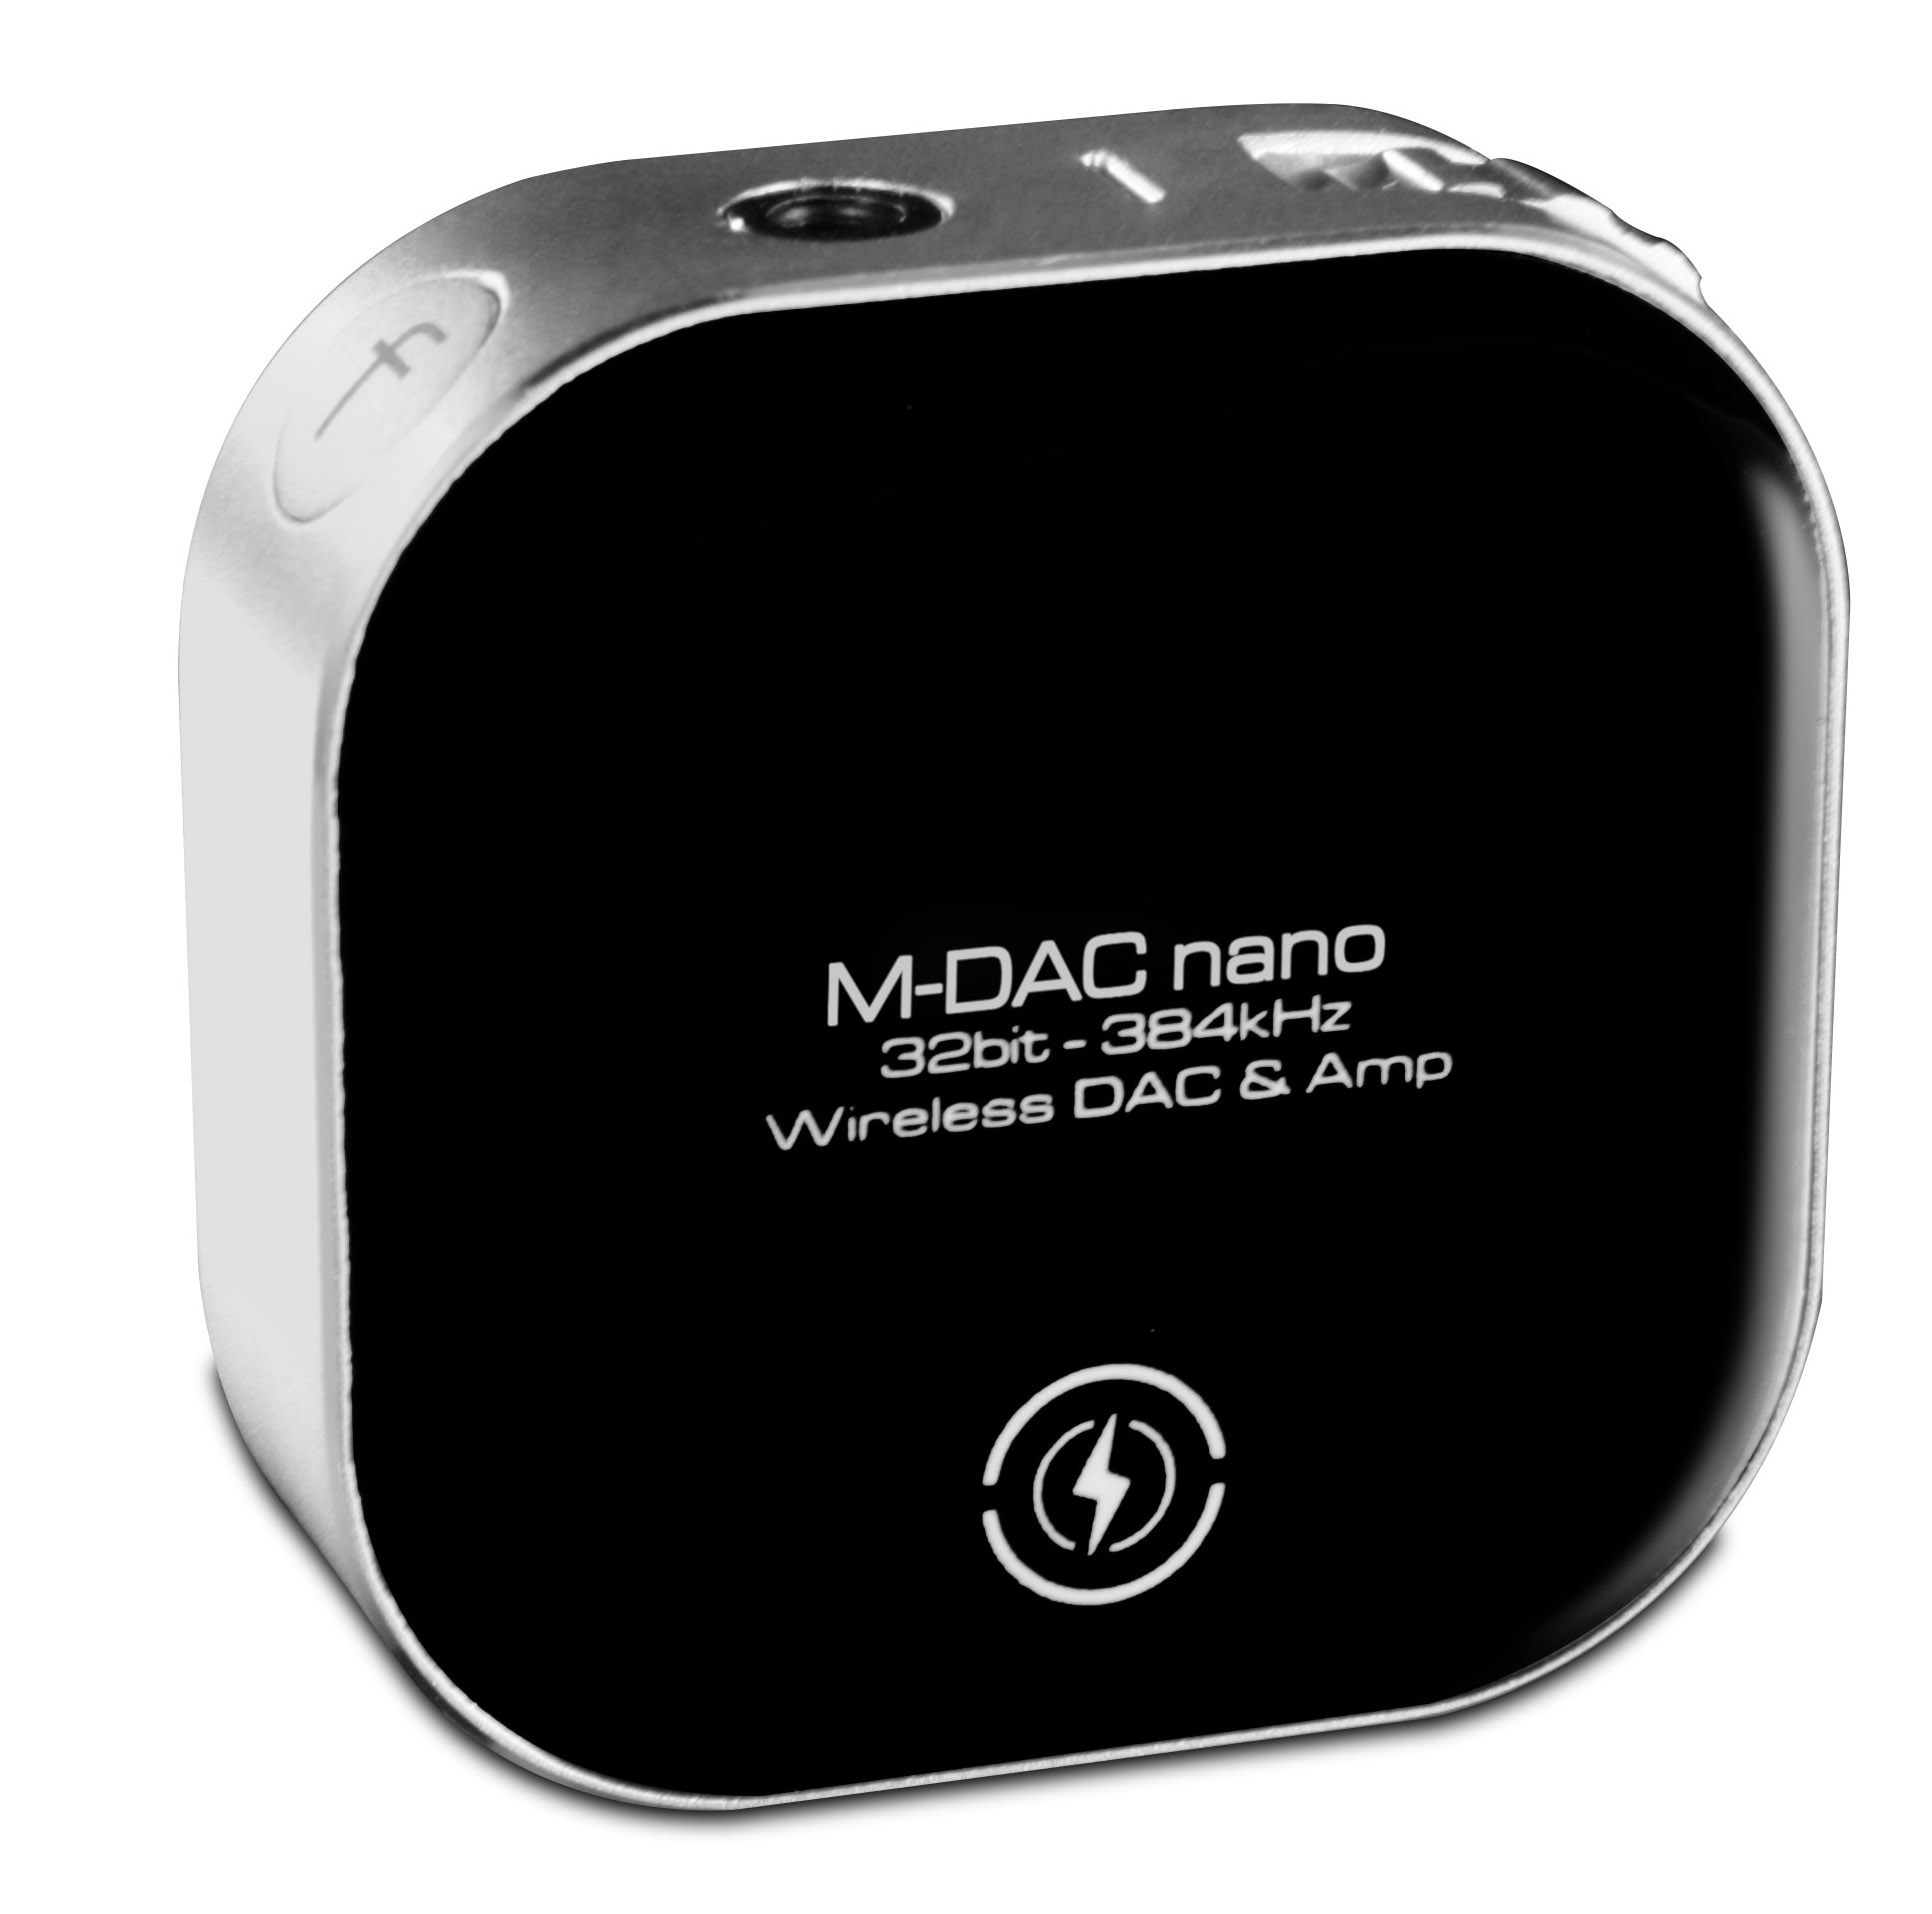 M-DAC nano
32bit - 384kHz
Wireless DAC & Amp